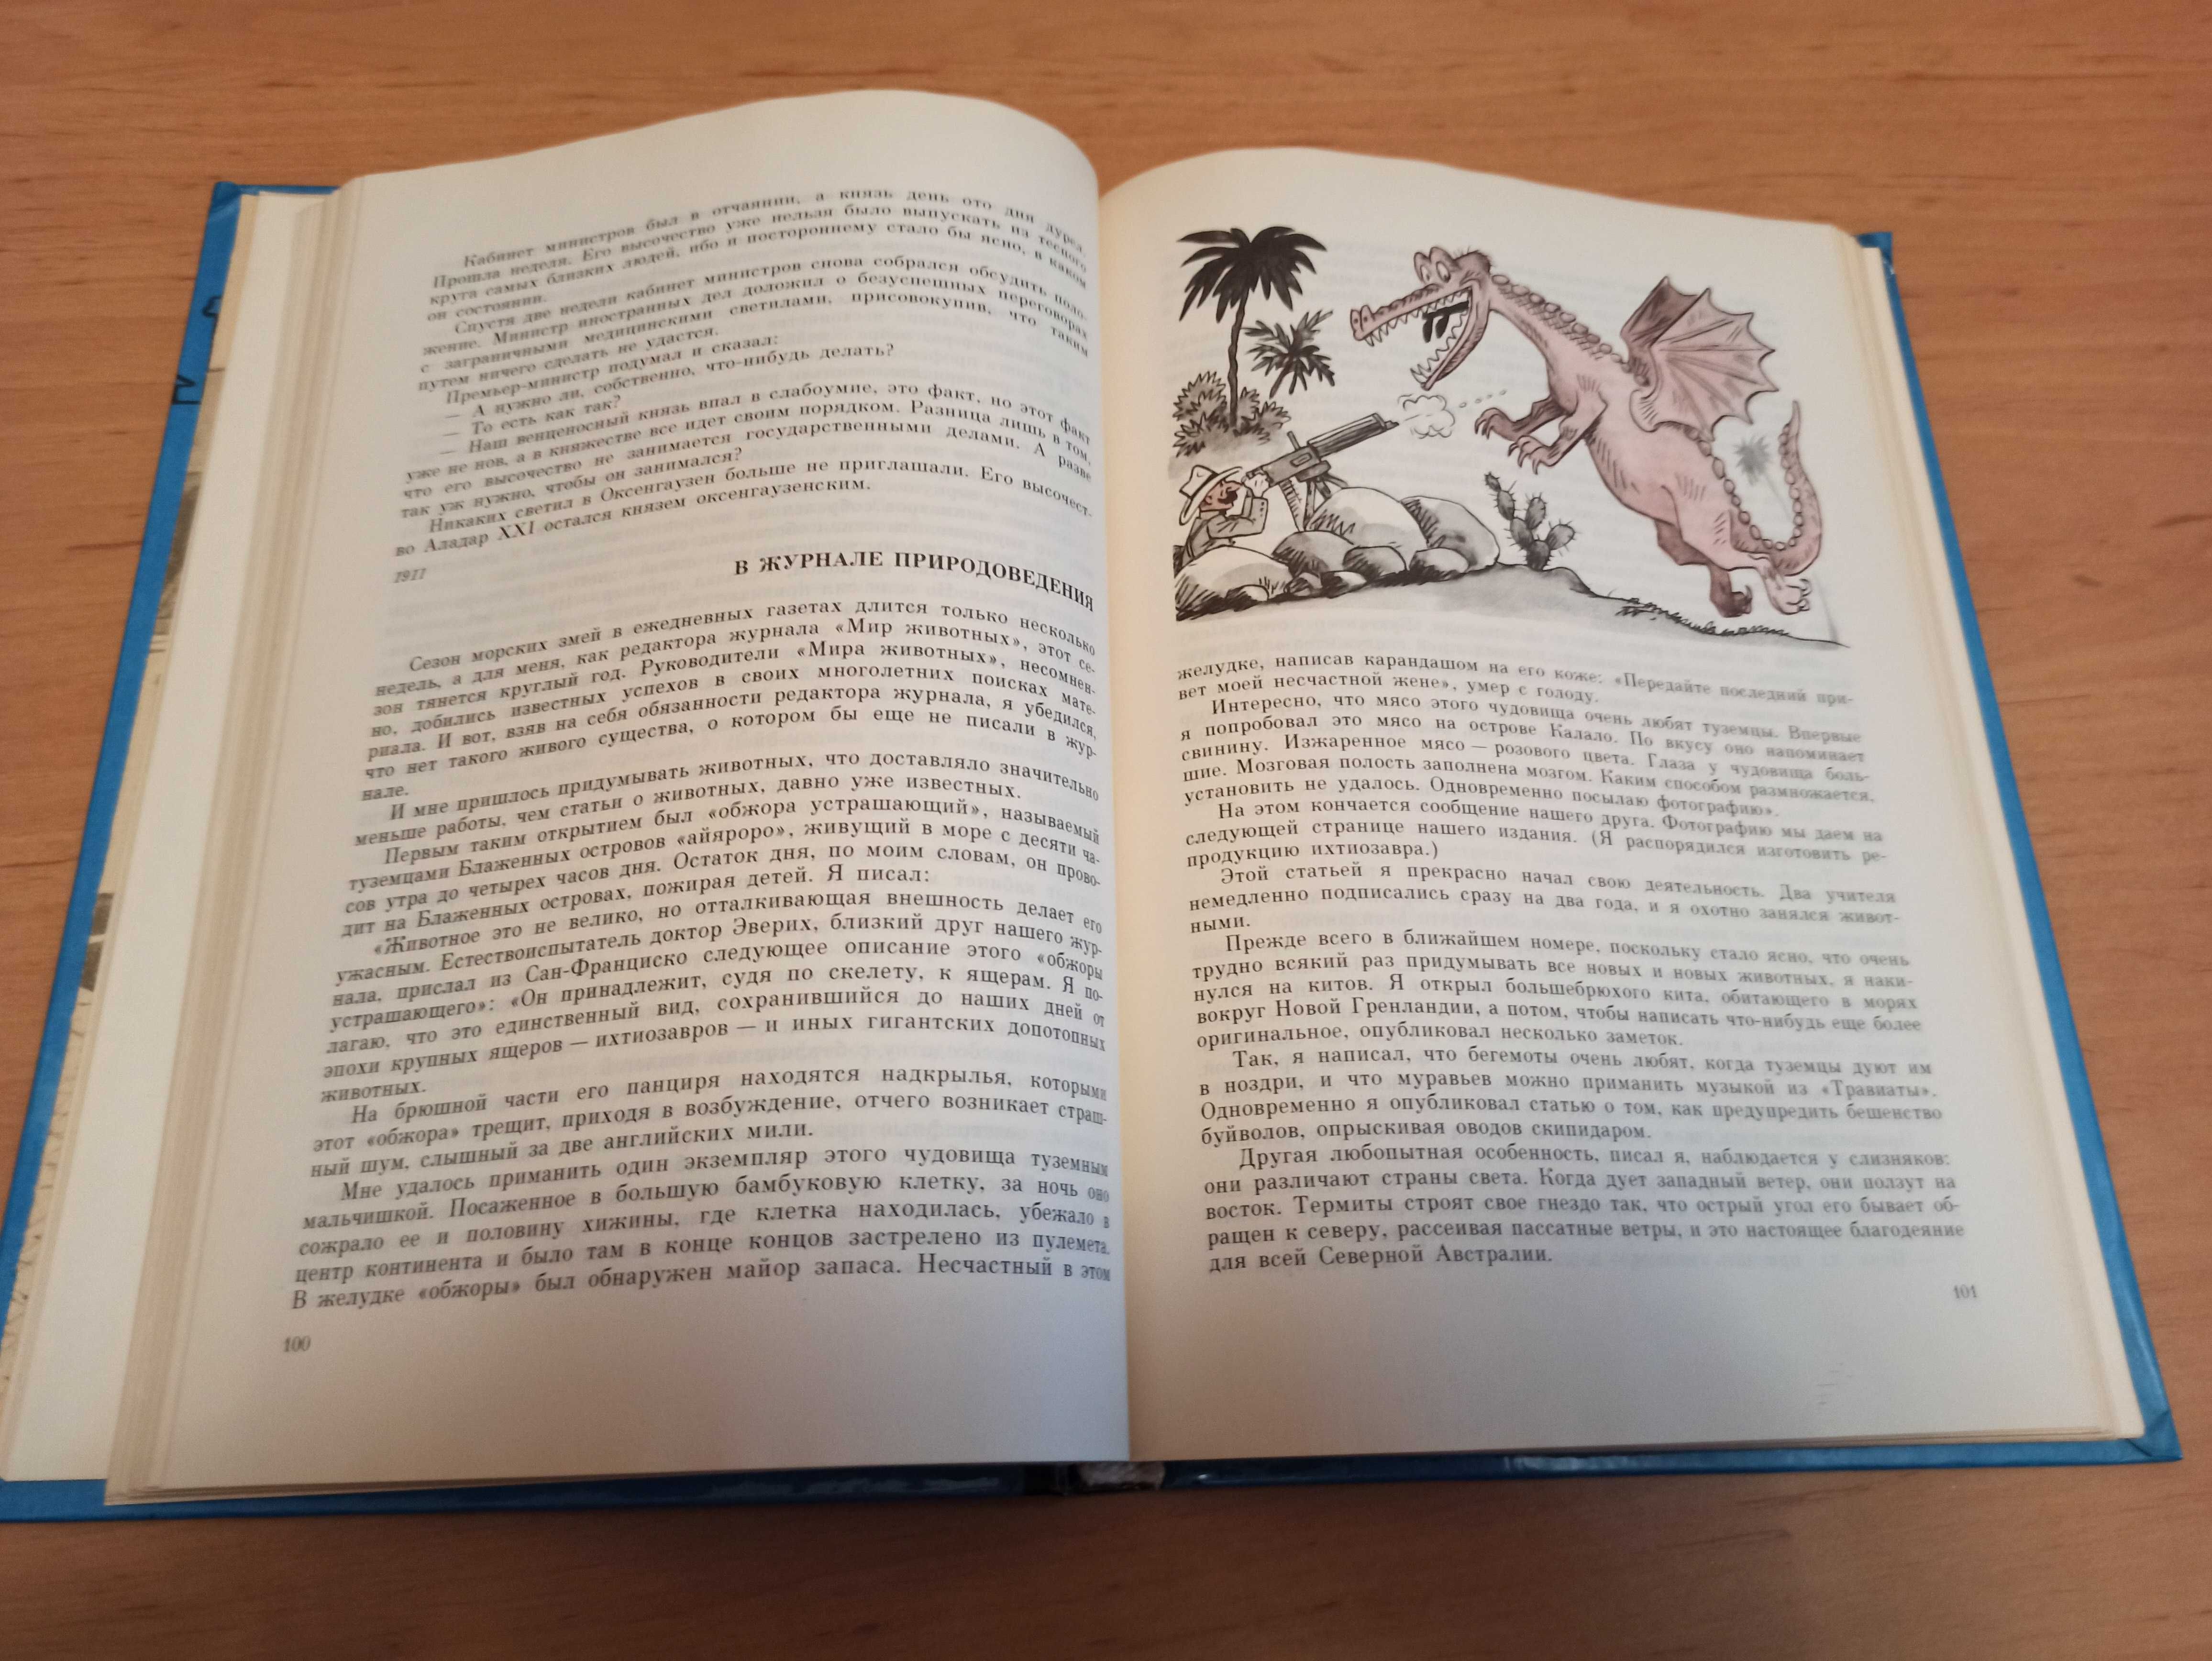 Кабинет министров был в отчаянии, а князь день ото дня дурел.
Прошла неделя. Его высочество уже нельзя было выпускать из тесного
круга самых близких людей, ибо и постороннему стало бы ясно, в каком
он состоянии.
Спустя две недели кабинет министров снова собрался обсудить поло-
жение. Министр иностранных дел доложил о безуспешных переговорах
с заграничными медицинскими светилами, присовокупив, что таким
путем ничего сделать не удастся.
Премьер-министр подумал и сказал:
— А нужно ли, собственно, что-нибудь делать?
— То есть как так?
— Наш венценосный князь впал в слабоумие, это факт, но этот факт
уже не нов, а в княжестве все идет своим порядком. Разница лишь в том,
что его высочество не занимается государственными делами. А разве
так уж нужно, чтобы он занимался?
Никаких светил в Оксенгаузен больше не приглашали. Его высочест-
во Аладар XXI остался князем оксенгаузенским.
1911
В ЖУРНАЛЕ ПРИРОДОВЕДЕНИЯ
Сезон морских змей в ежедневных газетах длится только несколько
недель, а для меня, как редактора журнала «Мир животных», этот се-
зон тянется круглый год. Руководители «Мира животных», несомнен-
но, добились известных успехов в своих многолетних поисках мате-
риала. И вот, взяв на себя обязанности редактора журнала, я убедился,
что нет такого живого существа, о котором бы еще не писали в жур-
нале.
И мне пришлось придумывать животных, что доставляло значительно
меньше работы, чем статьи о животных, давно уже известных.
Первым таким открытием был «обжора устрашающий», называемый
туземцами Блаженных островов «айяроро», живущий в море с десяти ча-
сов утра до четырех часов дня. Остаток дня, по моим словам, он прово-
дит на Блаженных островах, пожирая детей. Я писал:
«Животное это не велико, но отталкивающая внешность делает его
ужасным. Естествоиспытатель доктор Эверих, близкий друг нашего жур-
нала, прислал из Сан-Франциско следующее описание этого «обжоры
устрашающего»: «Он принадлежит, судя по скелету, к ящерам. Я по-
лагаю, что это единственный вид, сохранившийся до наших дней от
эпохи крупных ящеров — ихтиозавров — и иных гигантских допотопных
животных.
На брюшной части его панциря находятся надкрылья, которыми
этот «обжора» трещит, приходя в возбуждение, отчего возникает страш-
ный шум, слышный за две английских мили.
Мне удалось приманить один экземпляр этого чудовища туземным
мальчишкой. Посаженное в большую бамбуковую клетку, за ночь оно
сожрало ее и половину хижины, где клетка находилась, убежало в
центр континента и было там в конце концов застрелено из пулемета.
В желудке «обжоры» был обнаружен майор запаса. Несчастный в этом
100
желудке, написав карандашом на его коже: «Передайте последний при-
вет моей несчастной жене», умер с голоду.
Интересно, что мясо этого чудовища очень любят туземцы. Впервые
я попробовал это мясо на острове Калало. По вкусу оно напоминает
свинину. Изжаренное мясо — розового цвета. Глаза у чудовища боль-
шие. Мозговая полость заполнена мозгом. Каким способом размножается,
установить не удалось. Одновременно посылаю фотографию».
На этом кончается сообщение нашего друга. Фотографию мы даем на
следующей странице нашего издания. (Я распорядился изготовить ре-
продукцию ихтиозавра.)
Этой статьей я прекрасно начал свою деятельность. Два учителя
немедленно подписались сразу на два года, и я охотно занялся живот-
ными.
Прежде всего в ближайшем номере, поскольку стало ясно, что очень
трудно всякий раз придумывать все новых и новых животных, я наки-
нулся на китов. Я открыл большебрюхого кита, обитающего в морях
вокруг Новой Гренландии, а потом, чтобы написать что-нибудь еще более
оригинальное, опубликовал несколько заметок.
Так, я написал, что бегемоты очень любят, когда туземцы дуют им
в ноздри, и что муравьев можно приманить музыкой из «Травиаты».
Одновременно я опубликовал статью о том, как предупредить бешенство
буйволов, опрыскивая оводов скипидаром.
Другая любопытная особенность, писал я, наблюдается у слизняков:
они различают страны света. Когда дует западный ветер, они ползут на
восток. Термиты строят свое гнездо так, что острый угол его бывает об-
ращен к северу, рассеивая пассатные ветры, и это настоящее благодеяние
для всей Северной Австралии.
101